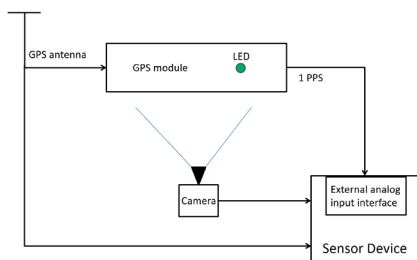 LED
GPS antenna
GPS module
1 PPS
Camera
External analog
input interface
Sensor Device